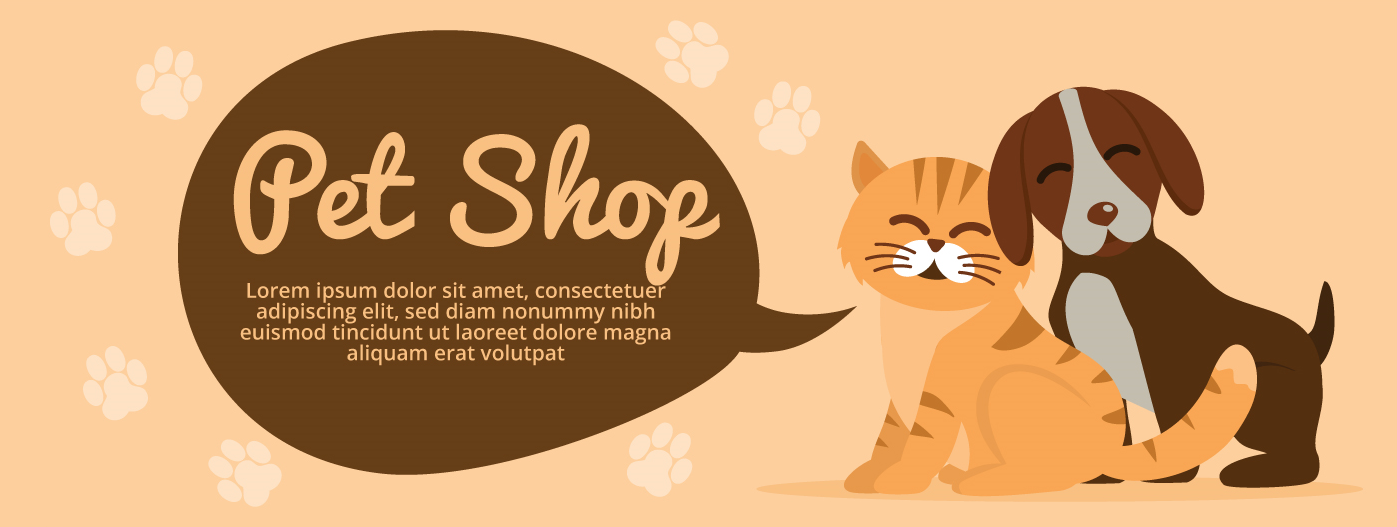 Pet Shop
Lorem ipsum dolor sit amet, consectetuer
adipiscing elit, sed diam nonummy nibh
euismod tincidunt ut laoreet dolore magna
aliquam erat volutpat